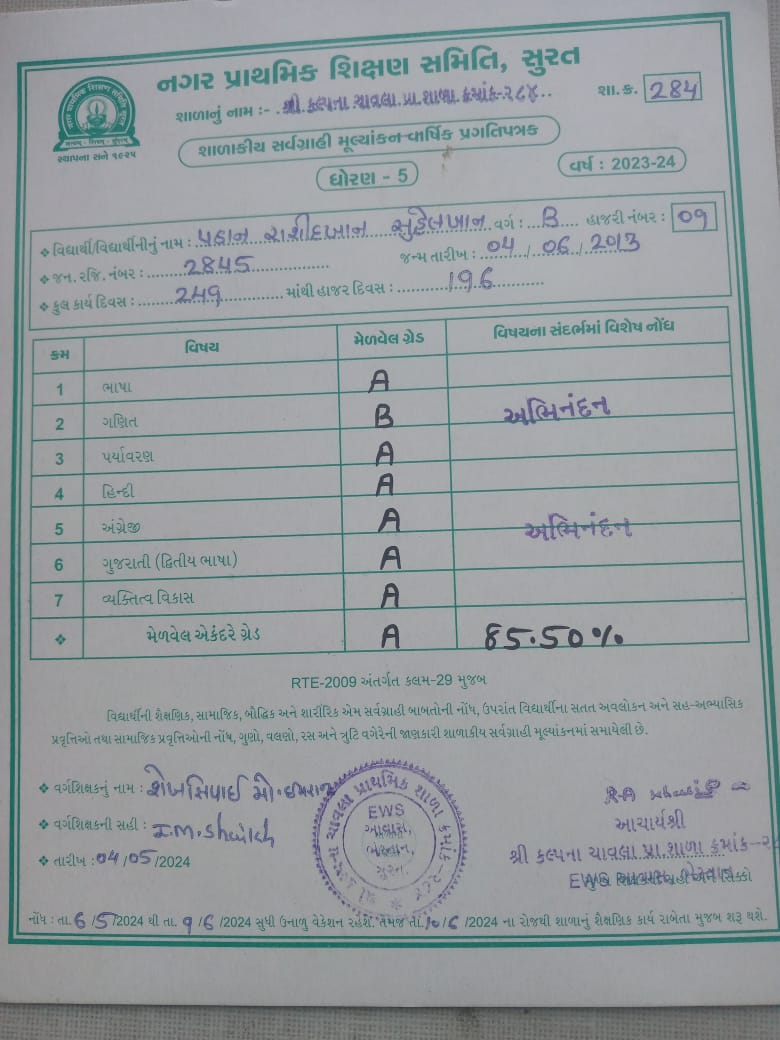 નગર પ્રાથમિક શિક્ષણ સમિતિ, સુરત
શાળાનું નામ :- શ્રી. કલ્પના ચાવલા. પ્રા. શાળા. ક્રમાંક-૨૮૪.. શા.ક્ર. 284
સ્થાપના સને ૧૯૨૫
શાળાકીય સર્વગ્રાહી મૂલ્યાંકન-વાર્ષિક પ્રગતિપત્રક
ધોરણ - 5
વર્ષ : 2023-24
❖ વિદ્યાર્થી/વિદ્યાર્થીનીનું નામ : પઠાન રાશીદખાન સુહેલખાન વર્ગ : B હાજરી નંબર : 09
❖ જન. રજિ. નંબર : 2845 જન્મ તારીખ : 04 / 06 / 2013
❖ કુલ કાર્ય દિવસ : 249 માંથી હાજર દિવસ : 196
ક્રમ વિષય મેળવેલ ગ્રેડ વિષયના સંદર્ભમાં વિશેષ નોંધ
1 ભાષા A
2 ગણિત B અભિનંદન
3 પર્યાવરણ A
4 હિન્દી A
5 અંગ્રેજી A અભિનંદન
6 ગુજરાતી (દ્વિતીય ભાષા) A
7 વ્યક્તિત્વ વિકાસ A
❖ મેળવેલ એકંદરે ગ્રેડ A 85.50%
RTE-2009 અંતર્ગત કલમ-29 મુજબ
વિદ્યાર્થીની શૈક્ષણિક, સામાજિક, બૌદ્ધિક અને શારીરિક એમ સર્વગ્રાહી બાબતોની નોંધ, ઉપરાંત વિદ્યાર્થીના સતત અવલોકન અને સહ-અભ્યાસિક
પ્રવૃત્તિઓ તથા સામાજિક પ્રવૃત્તિઓની નોંધ, ગુણો, વલણો, રસ અને ત્રુટિ વગેરેની જાણકારી શાળાકીય સર્વગ્રાહી મૂલ્યાંકનમાં સમાયેલી છે.
❖ વર્ગશિક્ષકનું નામ : શેખસિપાઈ મો. ઇમરાન
❖ વર્ગશિક્ષકની સહી : I.M.Shaikh
❖ તારીખ : 04/05/2024
EWS
આવાસ,
ભેસ્તાન,
સુરત.
આચાર્યશ્રી
શ્રી કલ્પના ચાવલા પ્રા. શાળા ક્રમાંક-૨
EWS આવાસ ભેસ્તાન
નોંધ : તા. 6/5/2024 થી તા. 9/6/2024 સુધી ઉનાળુ વેકેશન રહેશે. તેમજ તા. 10/6/2024 ના રોજથી શાળાનું શૈક્ષણિક કાર્ય રાબેતા મુજબ શરૂ થશે.